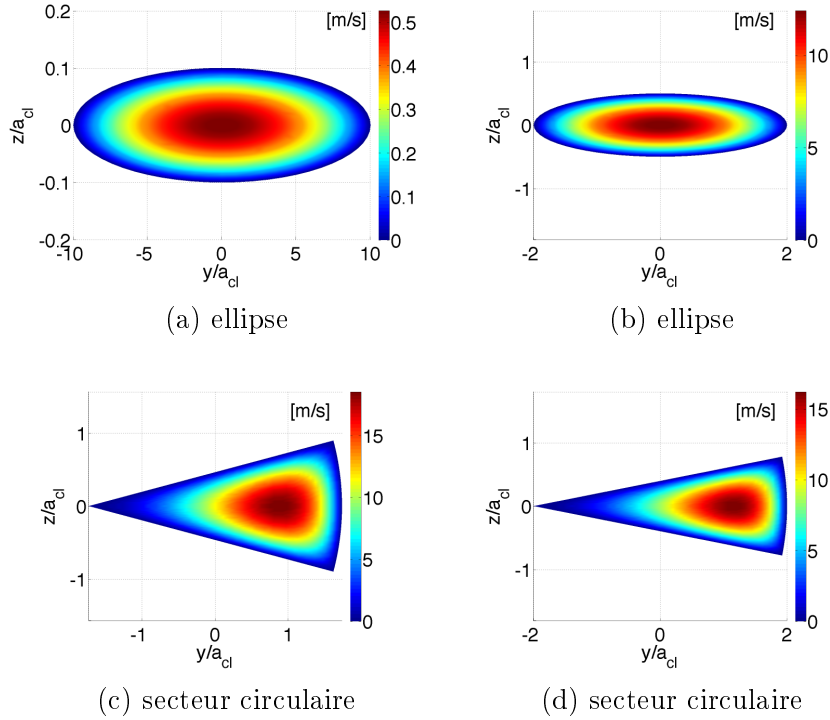 [m/s]
z/a_cl
0.2
0.1
0
-0.1
-0.2
-10
-5
0
5
10
y/a_cl
0.5
0.4
0.3
0.2
0.1
0
(a) ellipse
[m/s]
z/a_cl
1
0
-1
-2
0
2
y/a_cl
10
5
0
(b) ellipse
[m/s]
z/a_cl
1
0
-1
-1
0
1
y/a_cl
15
10
5
0
(c) secteur circulaire
[m/s]
z/a_cl
1
0
-1
-2
0
2
y/a_cl
15
10
5
0
(d) secteur circulaire